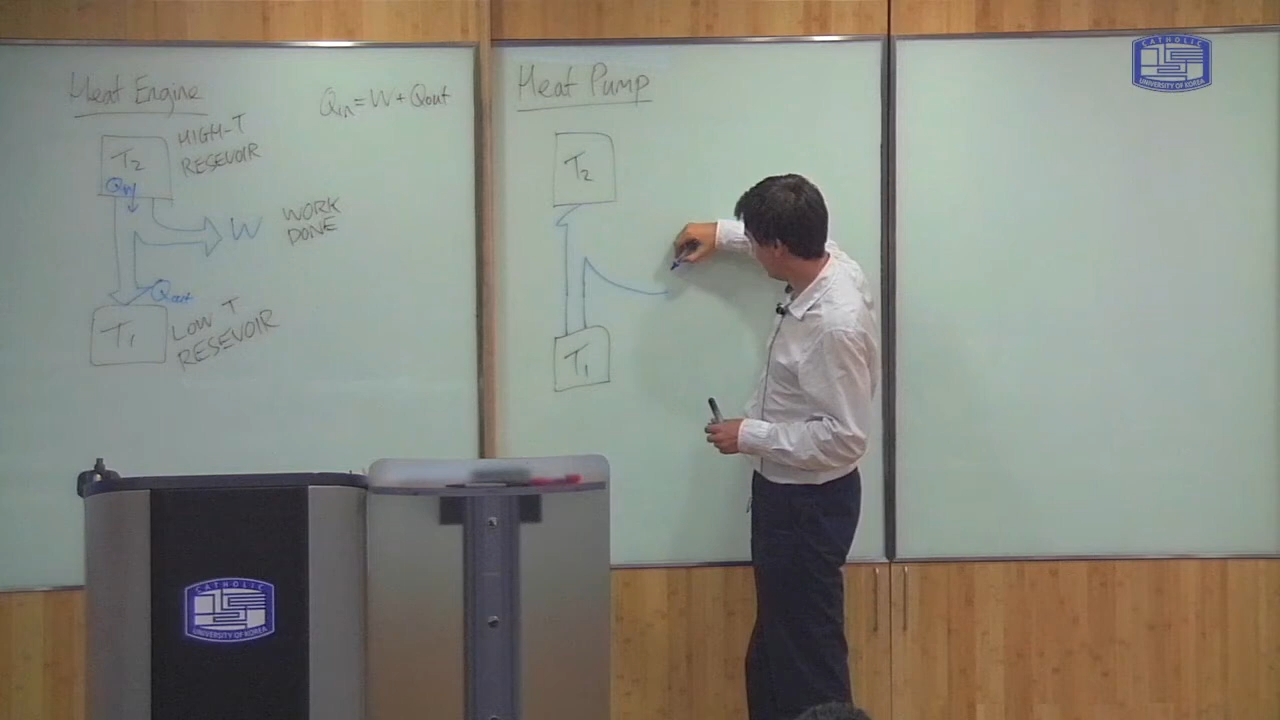 Heat Engine
Qin = W + Qout
HIGH-T
RESEVOIR
T2
Qin
W
WORK
DONE
Qout
T1
LOW T
RESEVOIR
Heat Pump
T2
T1
CATHOLIC
UNIVERSITY OF KOREA
CATHOLIC
UNIVERSITY OF KOREA